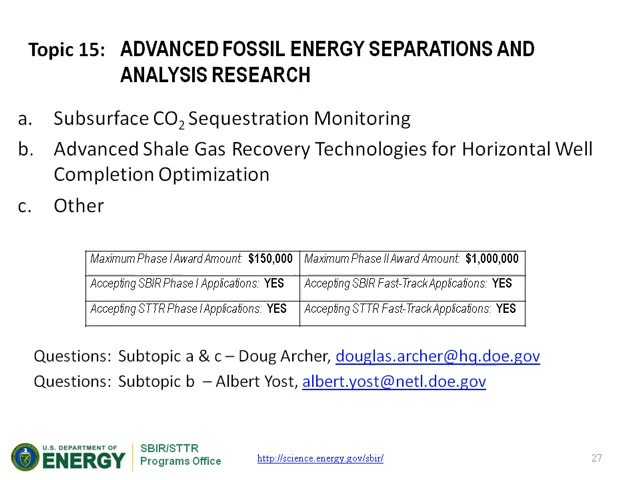 Topic 15: ADVANCED FOSSIL ENERGY SEPARATIONS AND
ANALYSIS RESEARCH
a. Subsurface CO2 Sequestration Monitoring
b. Advanced Shale Gas Recovery Technologies for Horizontal Well
Completion Optimization
c. Other
Maximum Phase I Award Amount: $150,000 Maximum Phase II Award Amount: $1,000,000
Accepting SBIR Phase I Applications: YES Accepting SBIR Fast-Track Applications: YES
Accepting STTR Phase I Applications: YES Accepting STTR Fast-Track Applications: YES
Questions: Subtopic a & c – Doug Archer, douglas.archer@hq.doe.gov
Questions: Subtopic b – Albert Yost, albert.yost@netl.doe.gov
U.S. DEPARTMENT OF
ENERGY
SBIR/STTR
Programs Office
http://science.energy.gov/sbir/
27